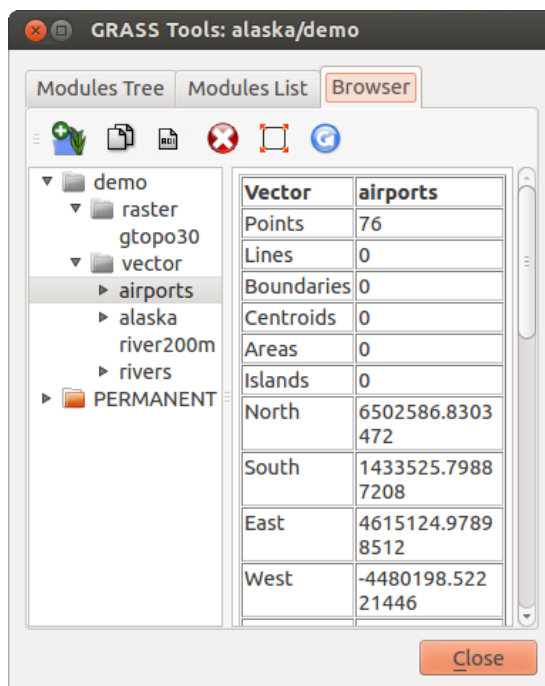 GRASS Tools: alaska/demo
Modules Tree Modules List Browser
ROI
demo
raster
gtopo30
vector
airports
alaska
river200m
rivers
PERMANENT
Vector airports
Points 76
Lines 0
Boundaries 0
Centroids 0
Areas 0
Islands 0
North 6502586.8303
472
South 1433525.7988
7208
East 4615124.9789
8512
West -4480198.522
21446
Close